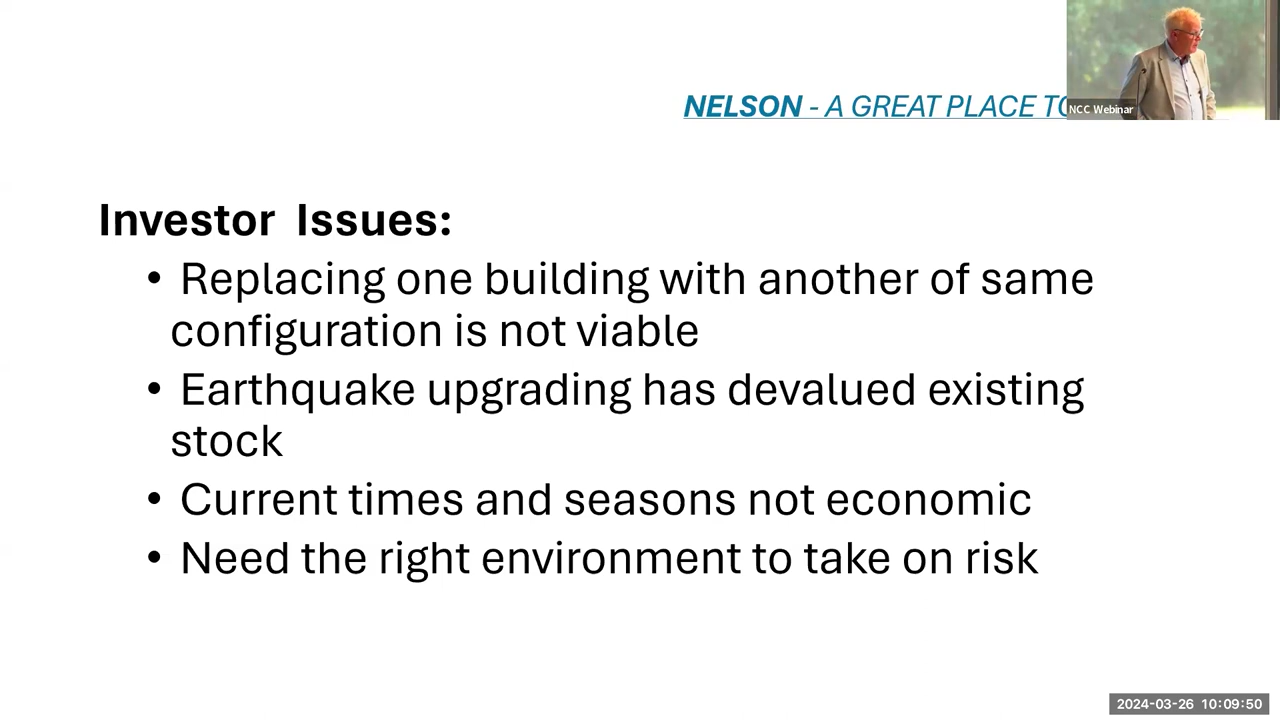 NELSON - A GREAT PLACE TO
NCC Webinar
Investor Issues:
• Replacing one building with another of same
configuration is not viable
• Earthquake upgrading has devalued existing
stock
• Current times and seasons not economic
• Need the right environment to take on risk
2024-03-26 10:09:50